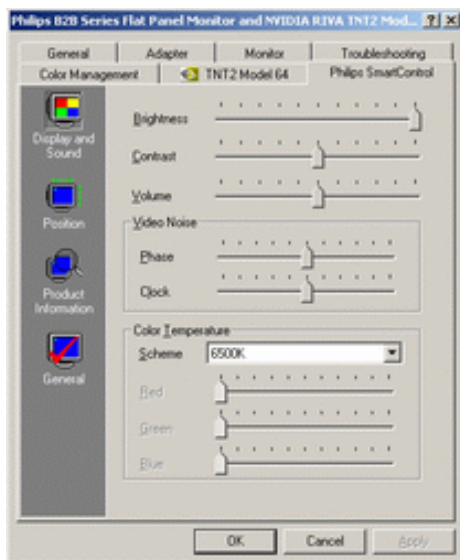 Philips B2B Series Flat Panel Monitor and NVIDIA RIVA TNT2 Mod...
General Adapter Monitor Troubleshooting
Color Management TNT2 Model 64 Philips SmartControl
Display and
Sound
Position
Product
Information
General
Brightness
Contrast
Volume
Video Noise
Phase
Clock
Color Temperature
Scheme 6500K
Red
Green
Blue
OK Cancel Apply